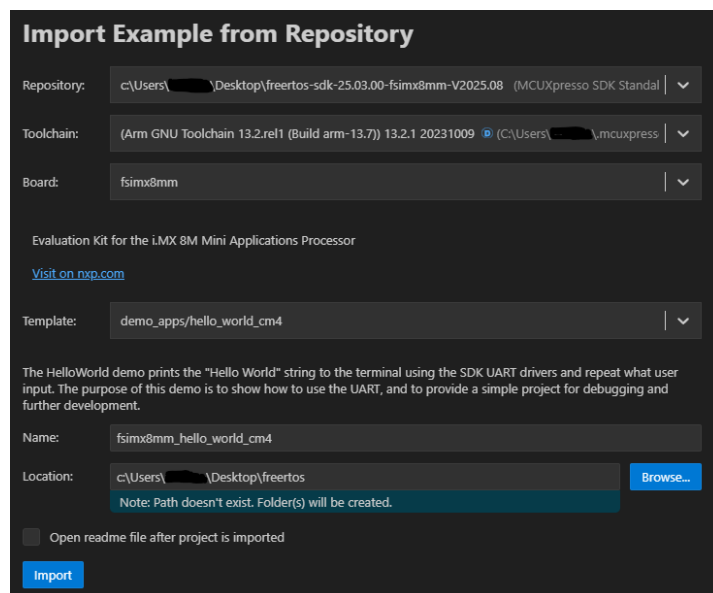 Import Example from Repository
Repository: c:\Users\ \Desktop\freertos-sdk-25.03.00-fsimx8mm-V2025.08 (MCUXpresso SDK Standal
Toolchain: (Arm GNU Toolchain 13.2.rel1 (Build arm-13.7)) 13.2.1 20231009 D (C:\Users\ \.mcuxpress
Board: fsimx8mm
Evaluation Kit for the i.MX 8M Mini Applications Processor
Visit on nxp.com
Template: demo_apps/hello_world_cm4
The HelloWorld demo prints the "Hello World" string to the terminal using the SDK UART drivers and repeat what user
input. The purpose of this demo is to show how to use the UART, and to provide a simple project for debugging and
further development.
Name: fsimx8mm_hello_world_cm4
Location: c:\Users\ \Desktop\freertos Browse...
Note: Path doesn't exist. Folder(s) will be created.
Open readme file after project is imported
Import